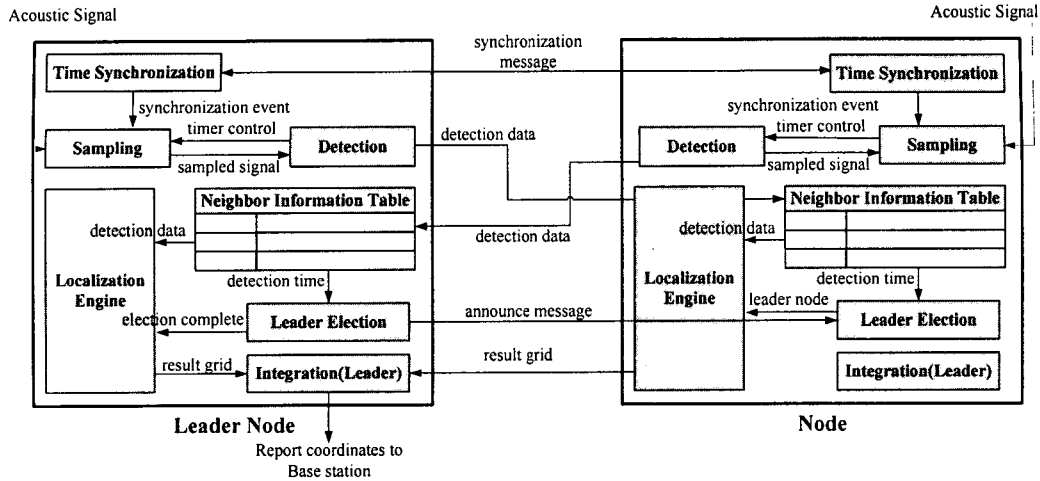 Acoustic Signal
Acoustic Signal
synchronization
message
Time Synchronization
Time Synchronization
synchronization event
timer control
Sampling
sampled signal
Detection
detection data
synchronization event
timer control
Detection
sampled signal
Sampling
Neighbor Information Table
detection data
detection time
Localization
Engine
election complete
Leader Election
result grid
Integration(Leader)
detection data
announce message
result grid
Neighbor Information Table
detection data
detection time
Localization
Engine
leader node
Leader Election
Integration(Leader)
Leader Node
Node
Report coordinates to
Base station